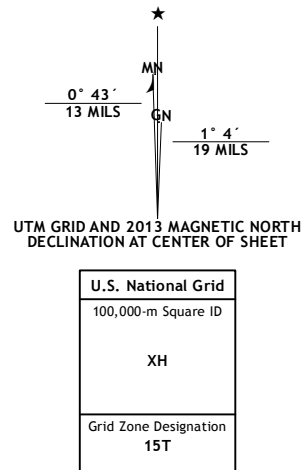 ★
MN
0° 43´
13 MILS
GN
1° 4´
19 MILS
UTM GRID AND 2013 MAGNETIC NORTH
DECLINATION AT CENTER OF SHEET
U.S. National Grid
100,000-m Square ID
XH
Grid Zone Designation
15T